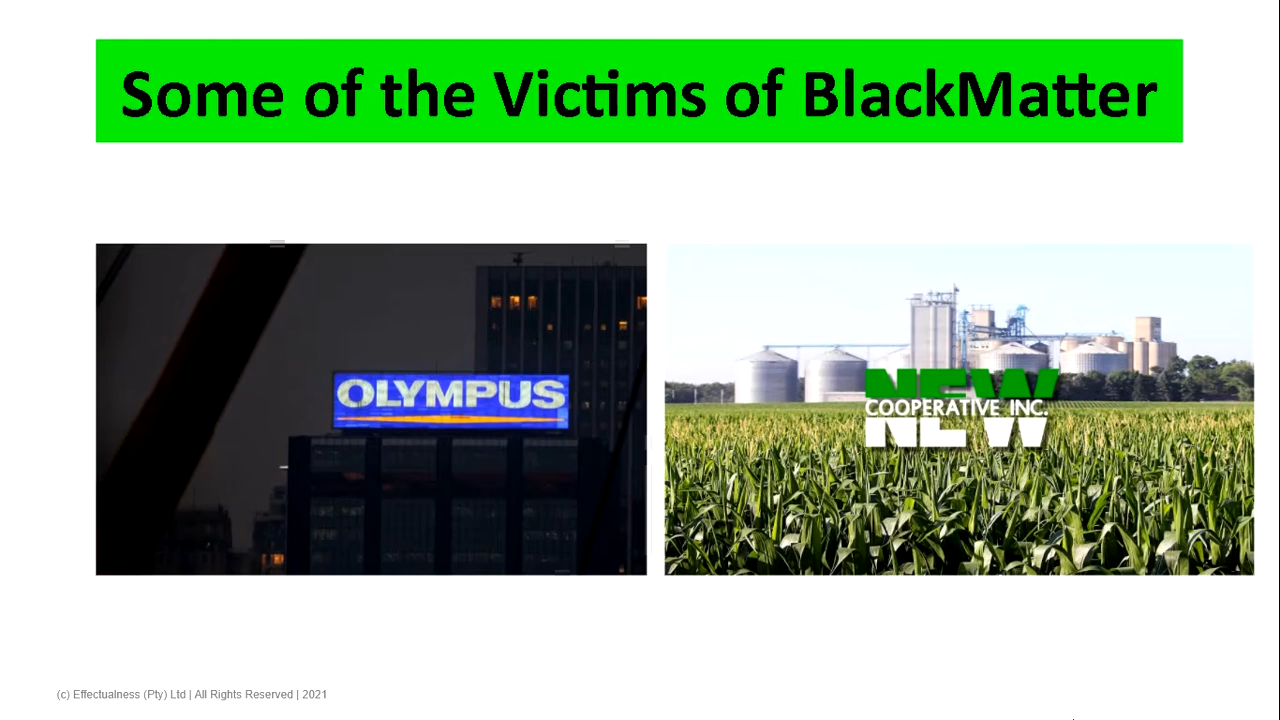 Some of the Victims of BlackMatter
OLYMPUS
NEW
COOPERATIVE INC.
(c) Effectualness (Pty) Ltd | All Rights Reserved | 2021